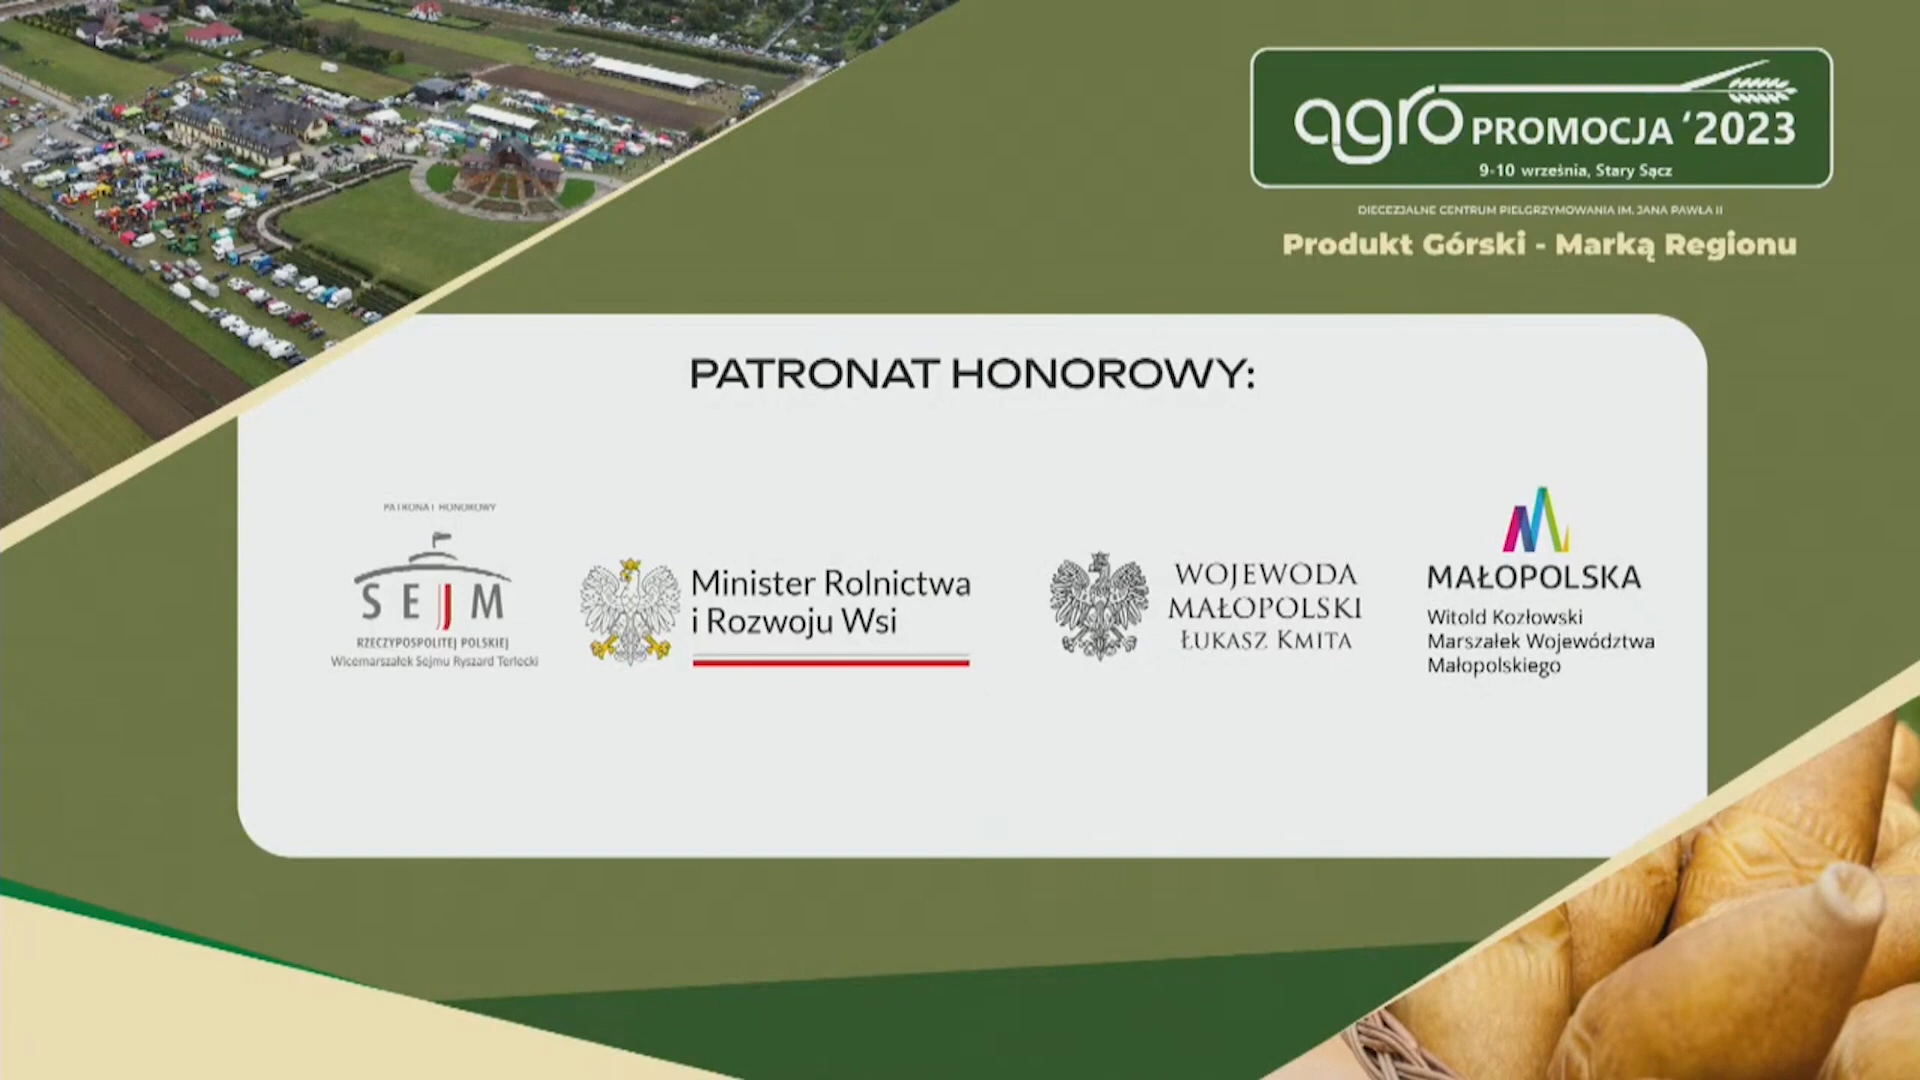 agro PROMOCJA '2023
9-10 września, Stary Sącz
DIECEZJALNE CENTRUM PIELGRZYMOWANIA IM. JANA PAWŁA II
Produkt Górski - Marką Regionu
PATRONAT HONOROWY:
PATRONAT HONOROWY
SEJM
RZECZYPOSPOLITEJ POLSKIEJ
Wicemarszałek Sejmu Ryszard Terlecki
Minister Rolnictwa
i Rozwoju Wsi
WOJEWODA
MAŁOPOLSKI
ŁUKASZ KMITA
MAŁOPOLSKA
Witold Kozłowski
Marszałek Województwa
Małopolskiego